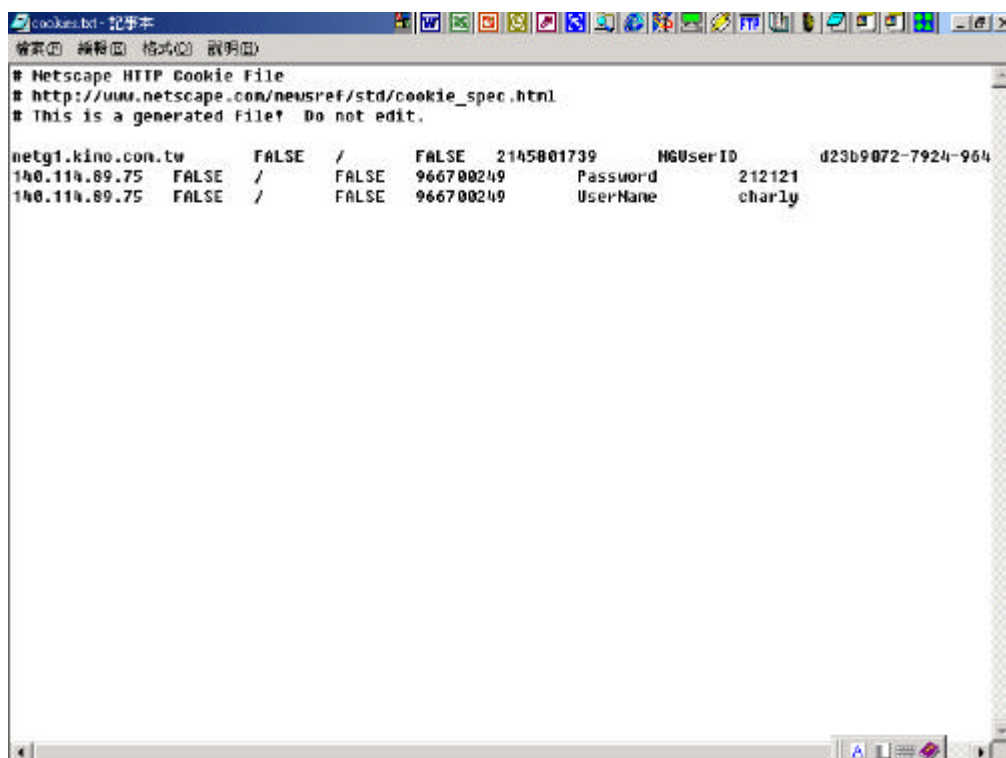 cookies.txt - 記事本
檔案(F) 編輯(E) 格式(O) 說明(H)
# Netscape HTTP Cookie File
# http://www.netscape.com/newsref/std/cookie_spec.html
# This is a generated file! Do not edit.
netg1.kino.com.tw FALSE / FALSE 2145801739 NGUserID d23b9072-7924-964
140.114.89.75 FALSE / FALSE 966700249 Password 212121
140.114.89.75 FALSE / FALSE 966700249 UserName charly